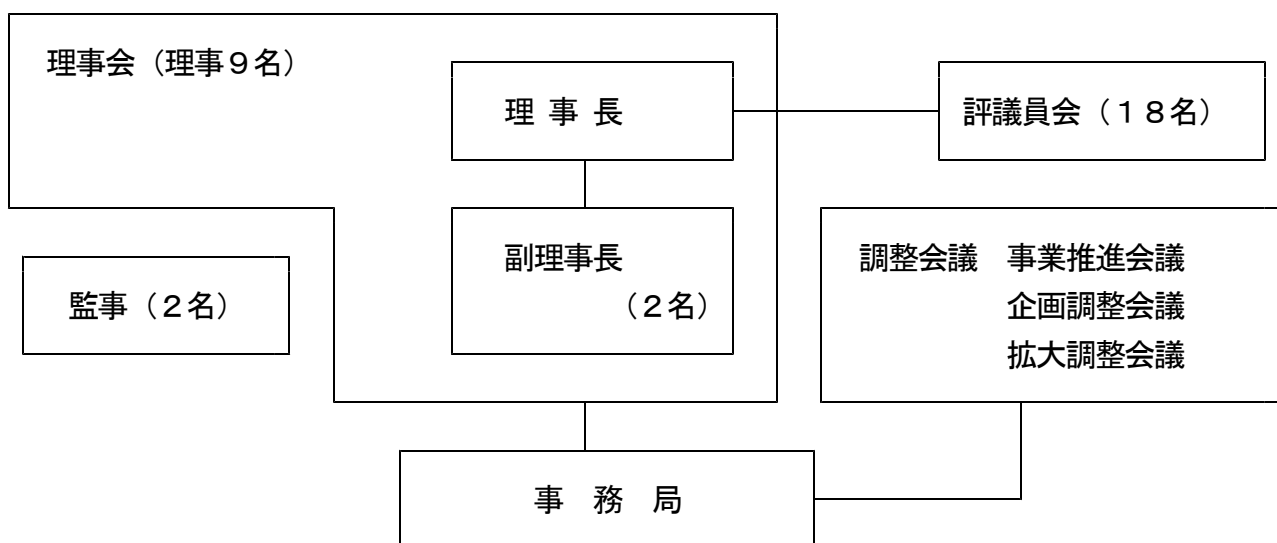 理事会（理事９名）
理 事 長
評議員会（１８名）
副理事長
（２名）
監事（２名）
調整会議　事業推進会議
企画調整会議
拡大調整会議
事　務　局